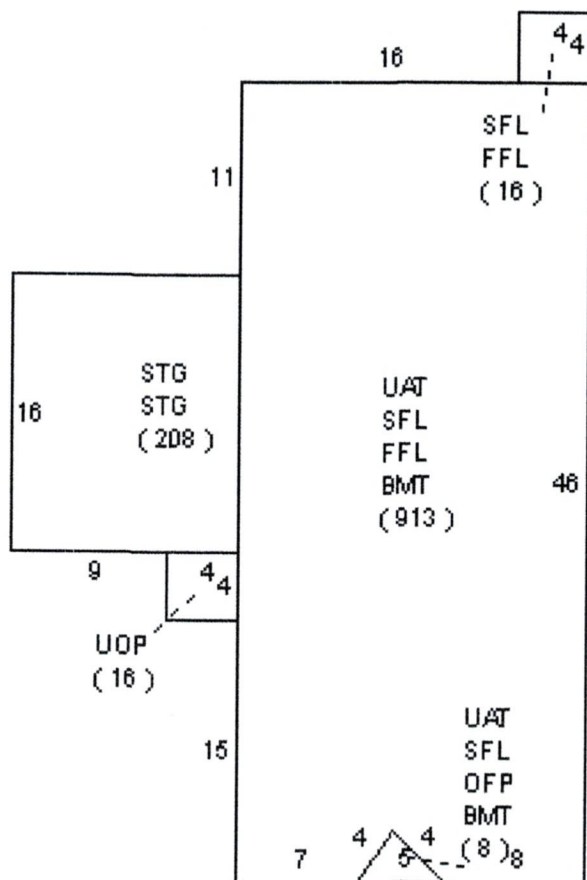 4
4
16
SFL
FFL
(16)
11
STG
STG
(208)
16
UAT
SFL
FFL
BMT
(913)
46
9
4
4
UOP
(16)
15
UAT
SFL
OFP
BMT
(8)
8
4
4
5
7